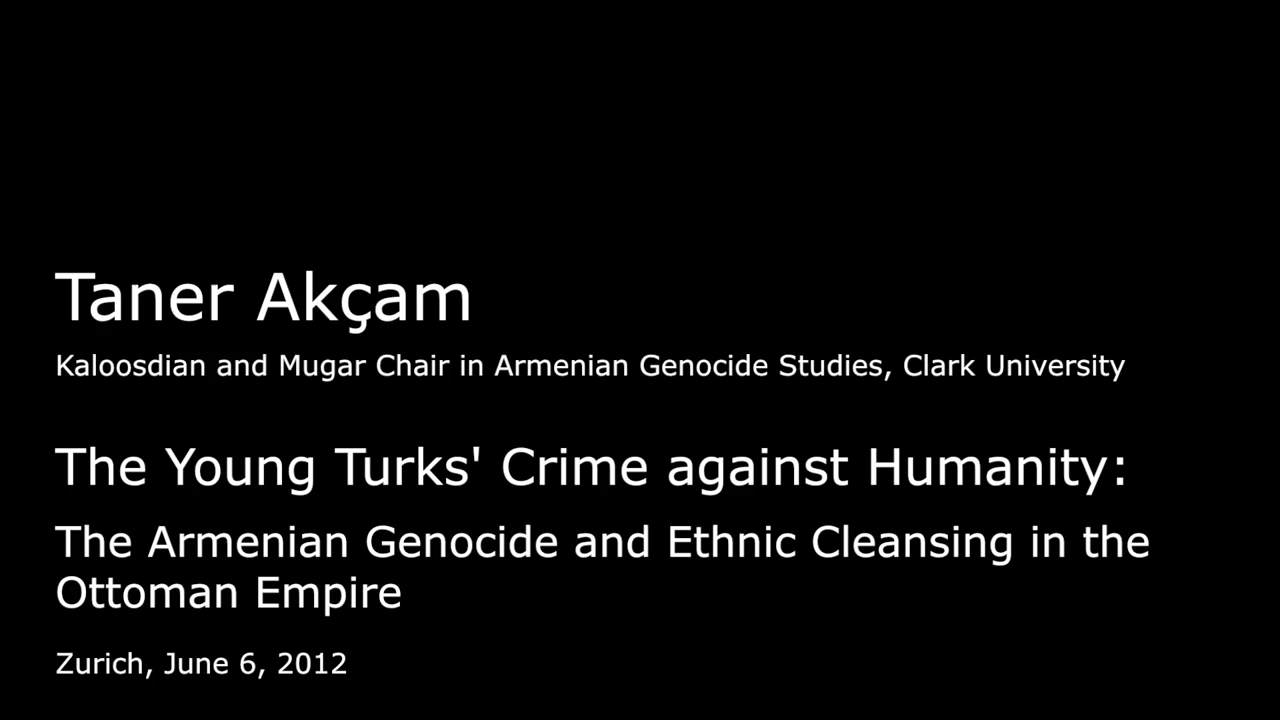 Taner Akçam
Kaloosdian and Mugar Chair in Armenian Genocide Studies, Clark University
The Young Turks' Crime against Humanity:
The Armenian Genocide and Ethnic Cleansing in the
Ottoman Empire
Zurich, June 6, 2012